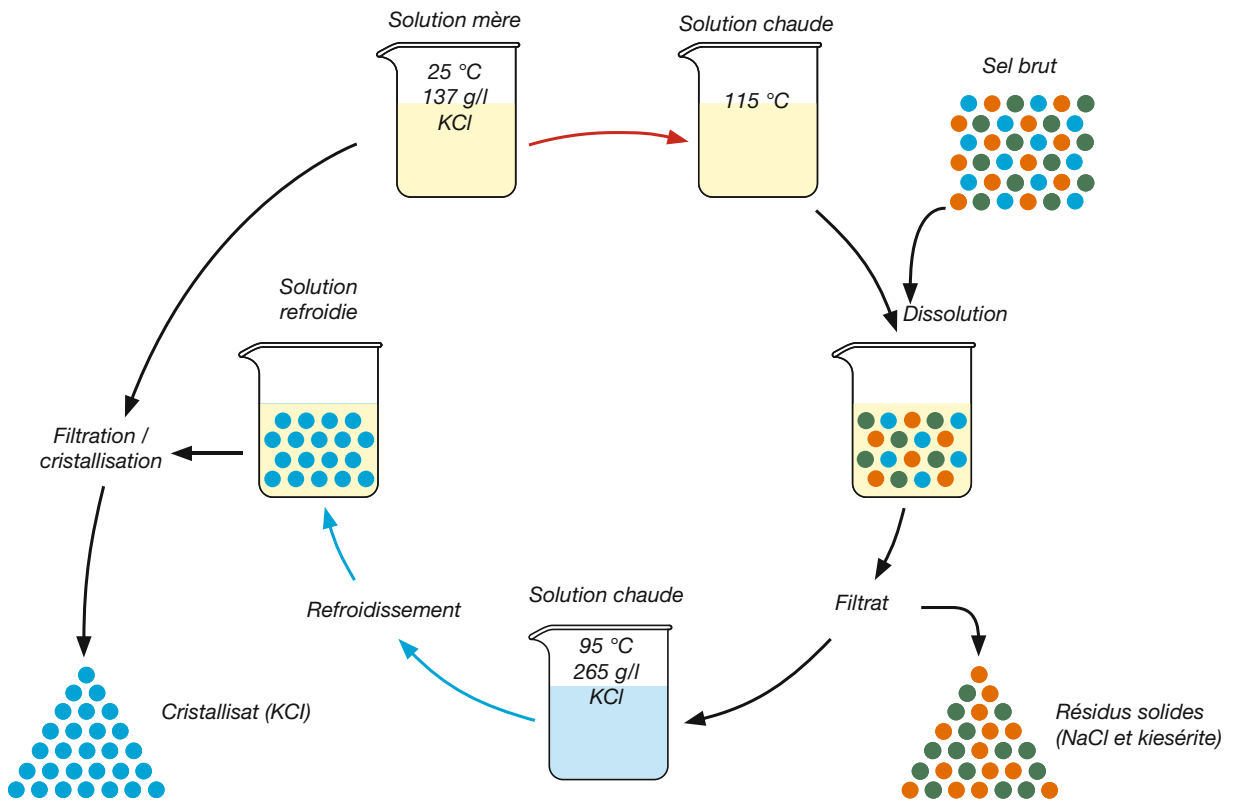 Solution mère
25 °C
137 g/l
KCl
Solution chaude
115 °C
Sel brut
Dissolution
Solution
refroidie
Filtration /
cristallisation
Refroidissement
Solution chaude
95 °C
265 g/l
KCl
Filtrat
Cristallisat (KCl)
Résidus solides
(NaCl et kiesérite)